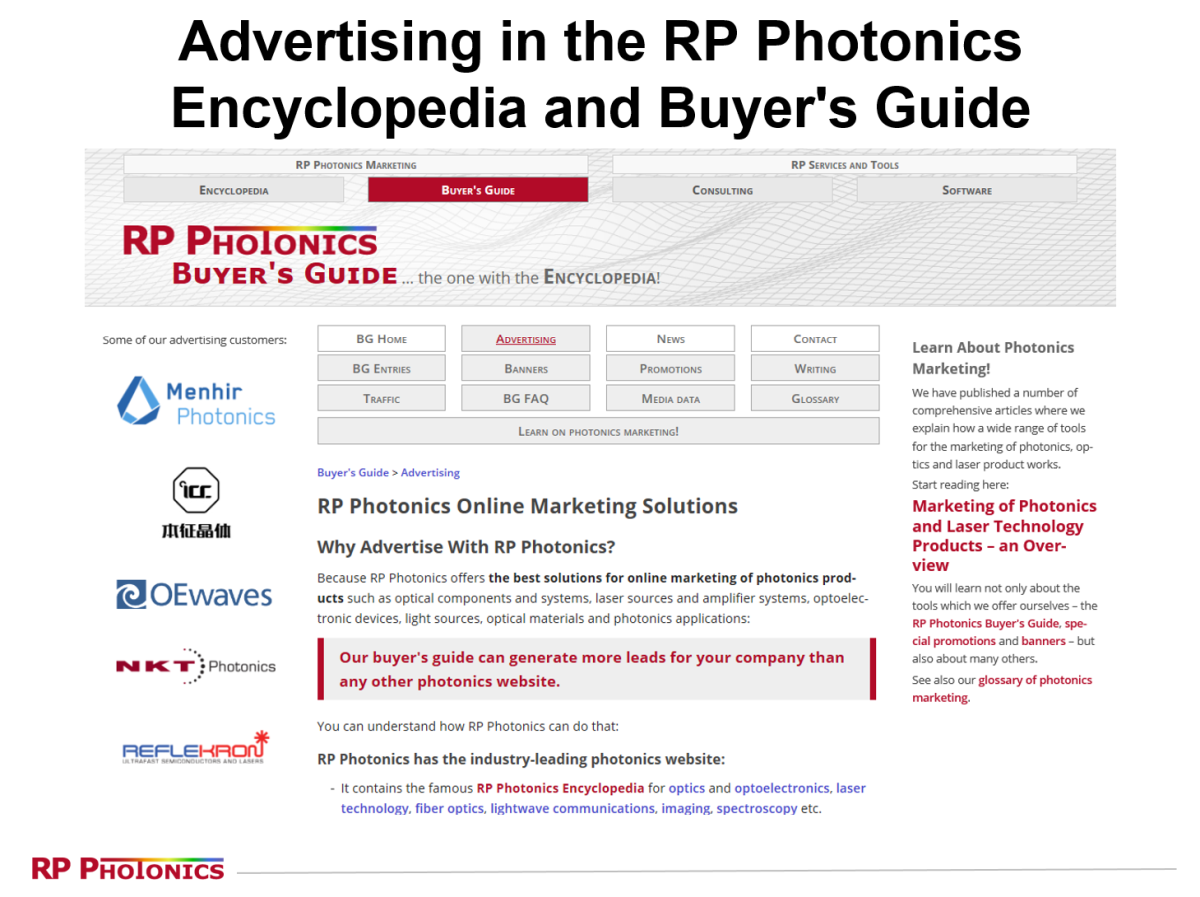 Advertising in the RP Photonics
Encyclopedia and Buyer's Guide
RP Photonics Marketing
RP Services and Tools
Encyclopedia
Buyer's Guide
Consulting
Software
RP Photonics
Buyer's Guide ... the one with the Encyclopedia!
Some of our advertising customers:
Menhir
Photonics
icc
本征晶体
OEwaves
NKT Photonics
REFLEKRON
ULTRAFAST SEMICONDUCTORS AND LASERS
BG Home
Advertising
News
Contact
BG Entries
Banners
Promotions
Writing
Traffic
BG FAQ
Media data
Glossary
Learn on photonics marketing!
Buyer's Guide > Advertising
RP Photonics Online Marketing Solutions
Why Advertise With RP Photonics?
Because RP Photonics offers the best solutions for online marketing of photonics prod-
ucts such as optical components and systems, laser sources and amplifier systems, optoelec-
tronic devices, light sources, optical materials and photonics applications:
Our buyer's guide can generate more leads for your company than
any other photonics website.
You can understand how RP Photonics can do that:
RP Photonics has the industry-leading photonics website:
- It contains the famous RP Photonics Encyclopedia for optics and optoelectronics, laser
technology, fiber optics, lightwave communications, imaging, spectroscopy etc.
Learn About Photonics
Marketing!
We have published a number of
comprehensive articles where we
explain how a wide range of tools
for the marketing of photonics, op-
tics and laser product works.
Start reading here:
Marketing of Photonics
and Laser Technology
Products – an Over-
view
You will learn not only about the
tools which we offer ourselves – the
RP Photonics Buyer's Guide, spe-
cial promotions and banners – but
also about many others.
See also our glossary of photonics
marketing.
RP Photonics